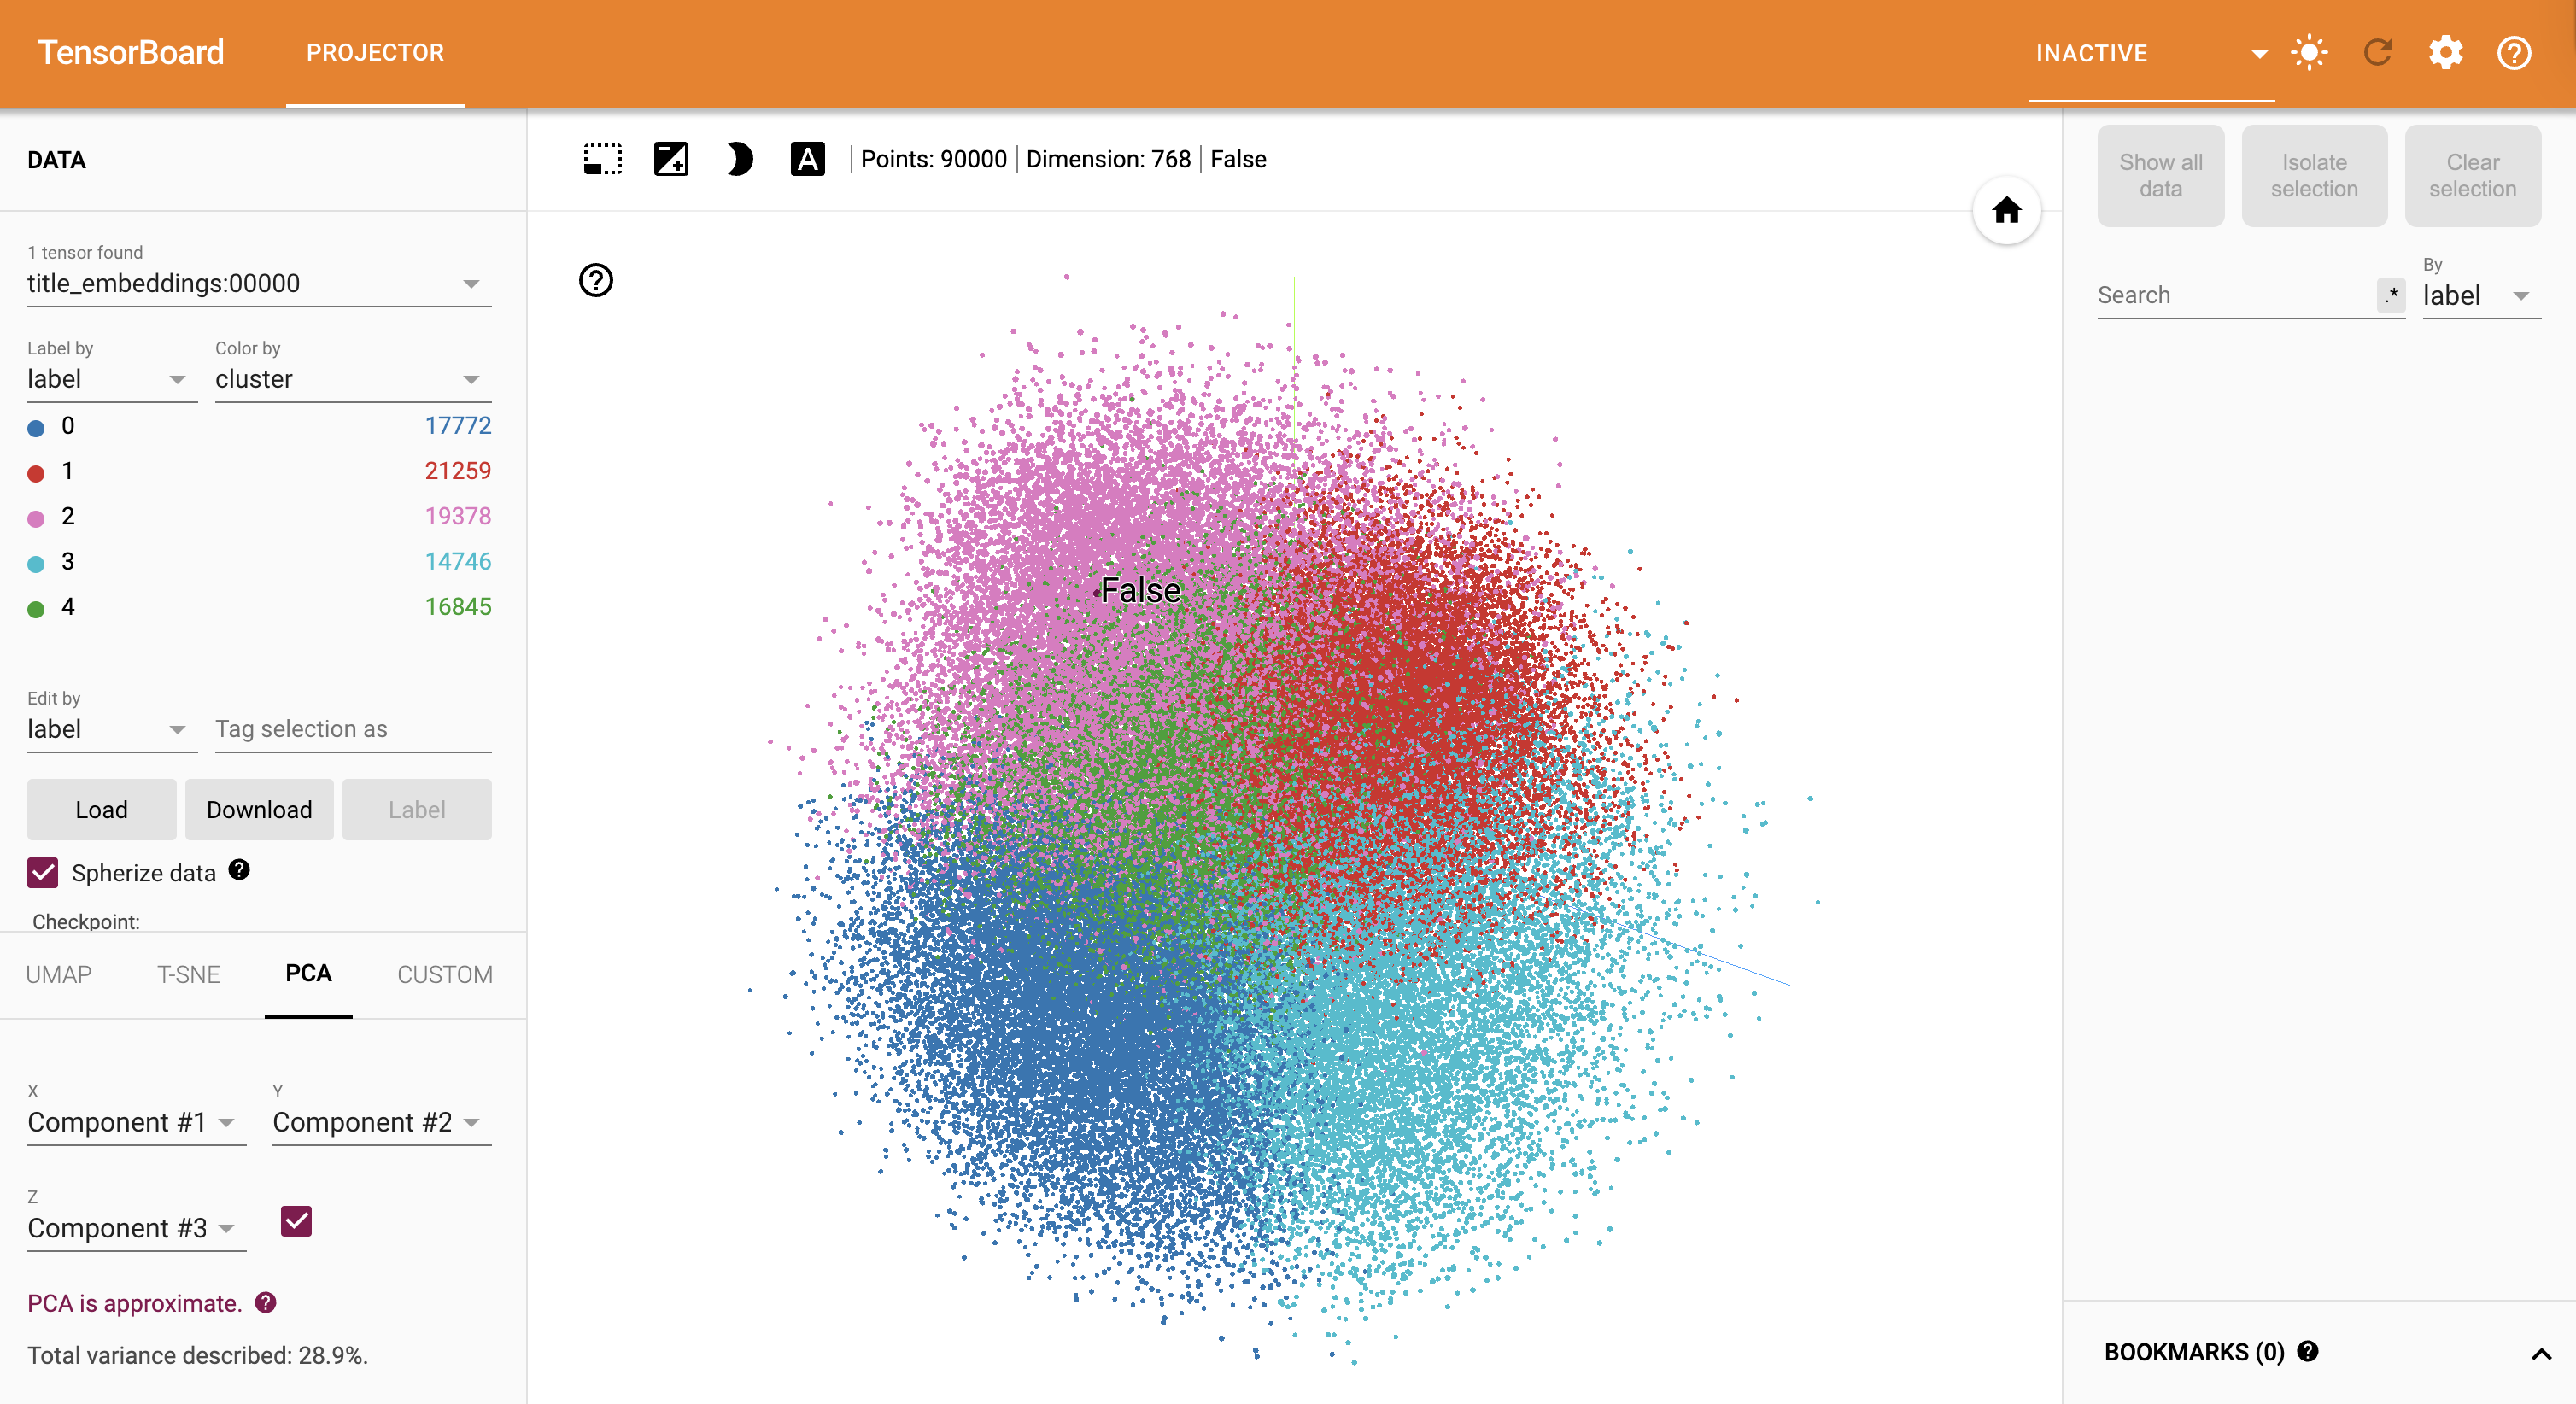 TensorBoard PROJECTOR INACTIVE
DATA
1 tensor found
title_embeddings:00000
Label by Color by
label cluster
0 17772
1 21259
2 19378
3 14746
4 16845
Edit by
label Tag selection as
Load Download Label
Spherize data
Checkpoint:
UMAP T-SNE PCA CUSTOM
X Y
Component #1 Component #2
Z
Component #3
PCA is approximate.
Total variance described: 28.9%.
A | Points: 90000 | Dimension: 768 | False
False
Show all data
Isolate selection
Clear selection
By
Search .* label
BOOKMARKS (0)